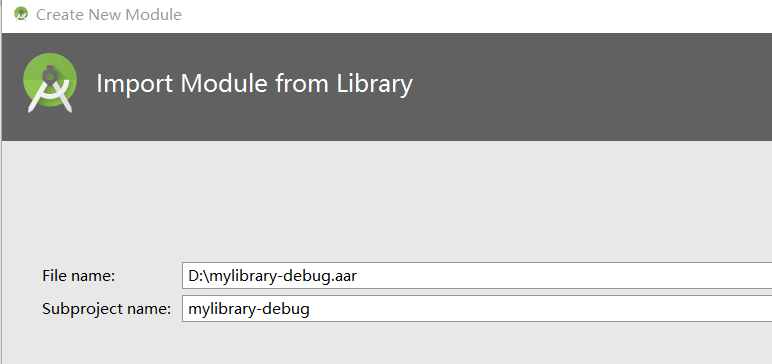 Create New Module
Import Module from Library
File name: D:\mylibrary-debug.aar
Subproject name: mylibrary-debug